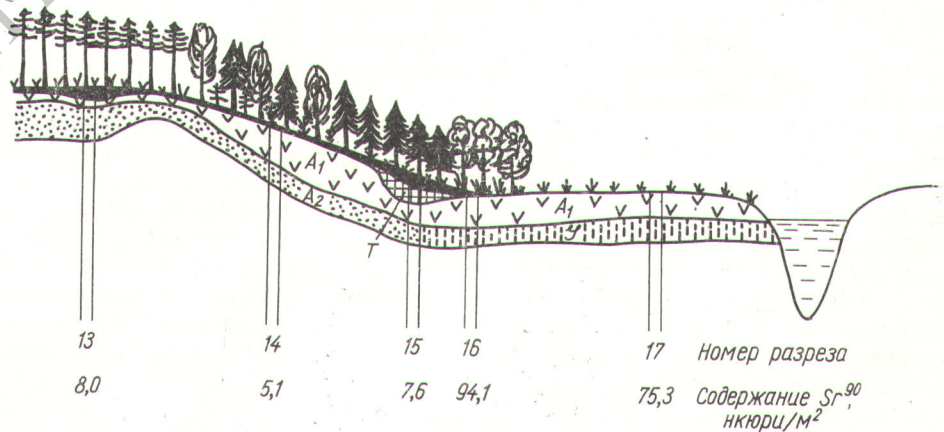 A₁
A₂
T
A₁
У
13 14 15 16 17 Номер разреза
8,0 5,1 7,6 94,1 75,3 Содержание Sr⁹⁰,
нкюри/м²